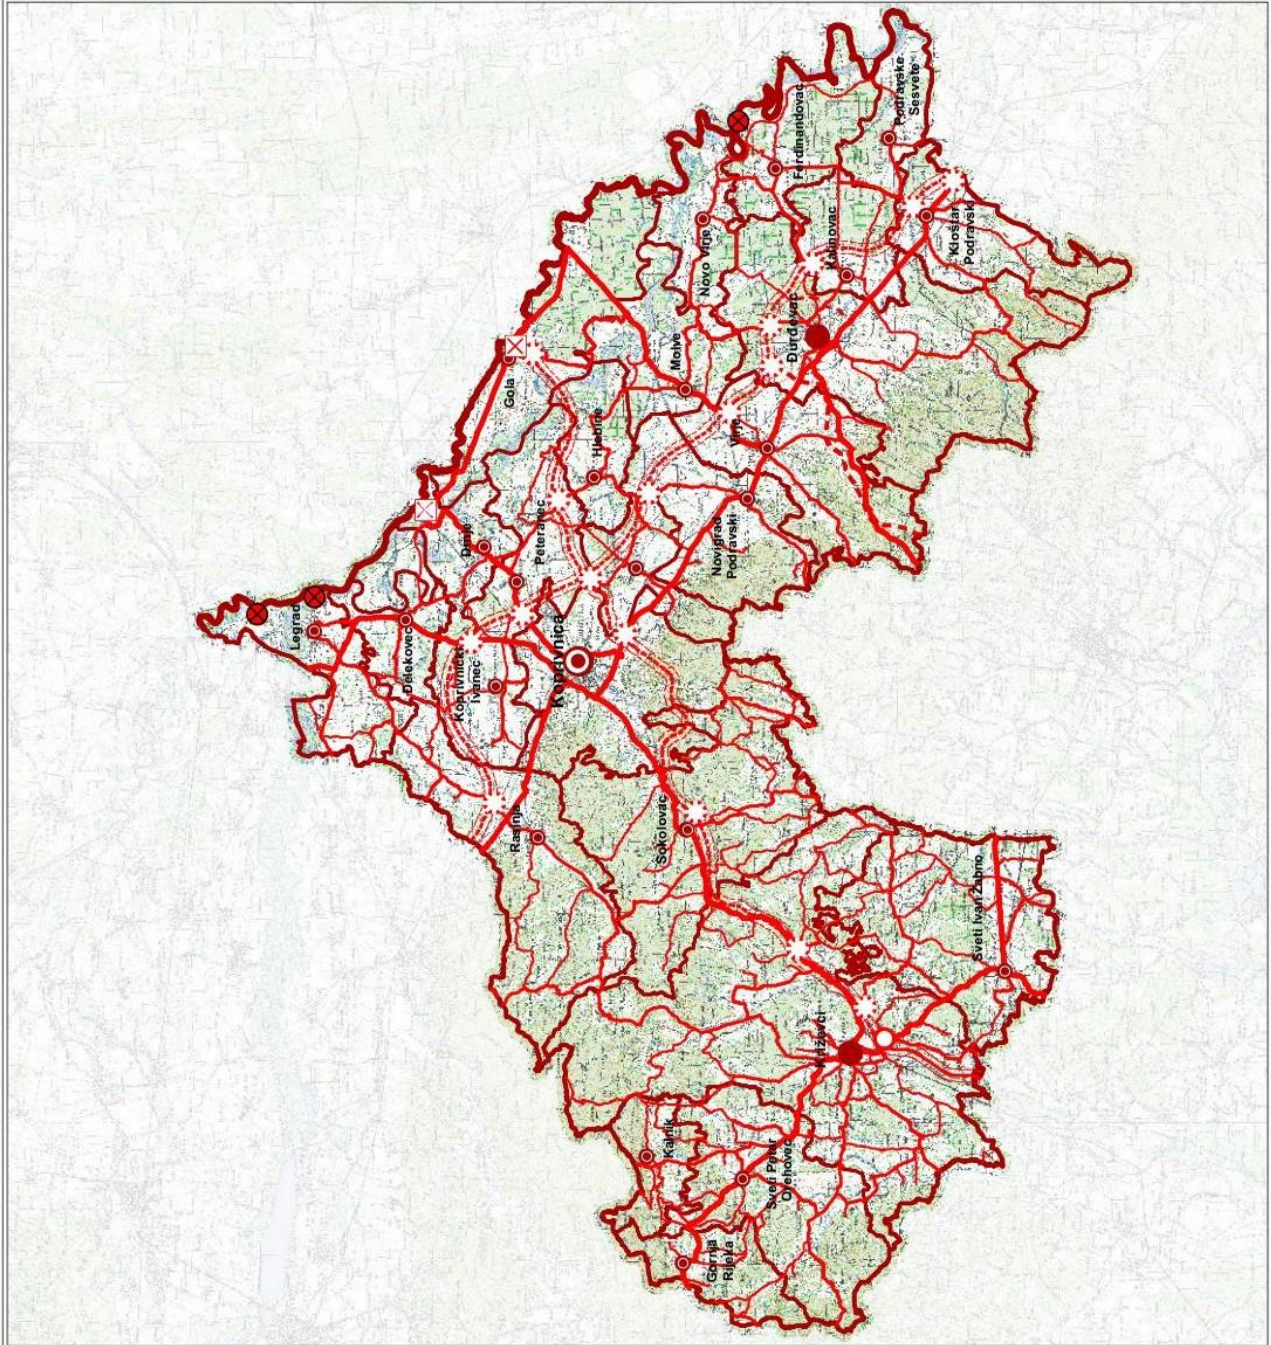 Legrad
Đelekovec
Koprivnički
Ivanec
Drnje
Peteranec
Gola
Hlebine
Molve
Novo Virje
Ferdinandovac
Podravske
Sesvete
Kalinovac
Kloštar
Podravski
Đurđevac
Virje
Novigrad
Podravski
Koprivnica
Rasinja
Sokolovac
Sveti Ivan Žabno
Križevci
Kalnik
Sveti Petar
Orehovec
Gornja
Rijeka